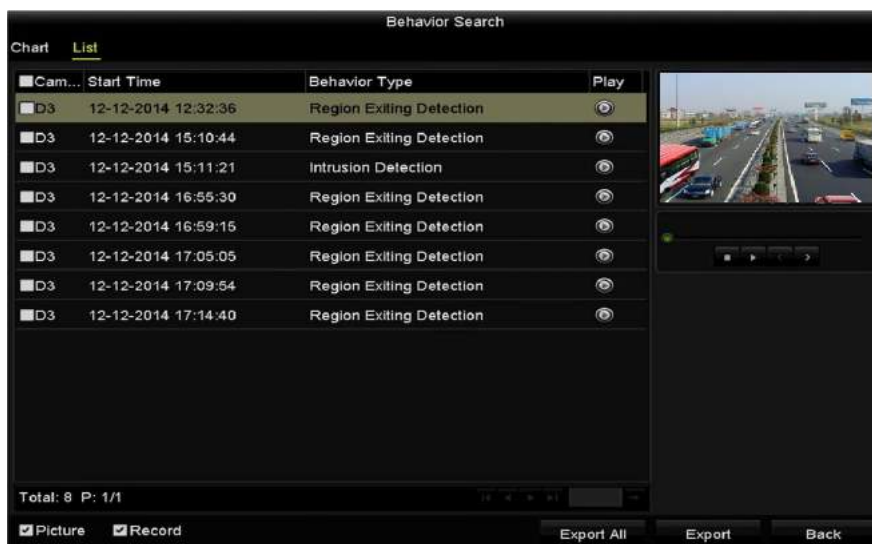 Behavior Search
Chart List
Cam... Start Time Behavior Type Play
D3 12-12-2014 12:32:36 Region Exiting Detection
D3 12-12-2014 15:10:44 Region Exiting Detection
D3 12-12-2014 15:11:21 Intrusion Detection
D3 12-12-2014 16:55:30 Region Exiting Detection
D3 12-12-2014 16:59:15 Region Exiting Detection
D3 12-12-2014 17:05:05 Region Exiting Detection
D3 12-12-2014 17:09:54 Region Exiting Detection
D3 12-12-2014 17:14:40 Region Exiting Detection
Total: 8 P: 1/1
Picture Record Export All Export Back